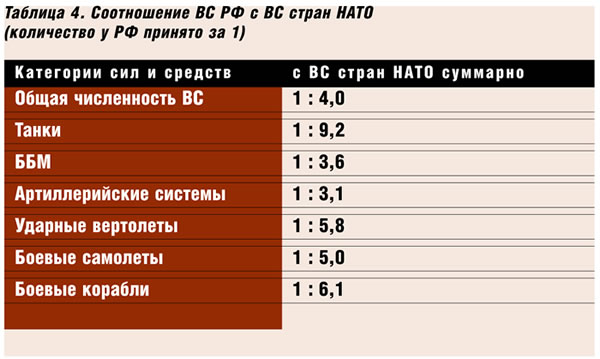 Таблица 4. Соотношение ВС РФ с ВС стран НАТО
(количество у РФ принято за 1)
Категории сил и средств с ВС стран НАТО суммарно
Общая численность ВС 1 : 4,0
Танки 1 : 9,2
ББМ 1 : 3,6
Артиллерийские системы 1 : 3,1
Ударные вертолеты 1 : 5,8
Боевые самолеты 1 : 5,0
Боевые корабли 1 : 6,1